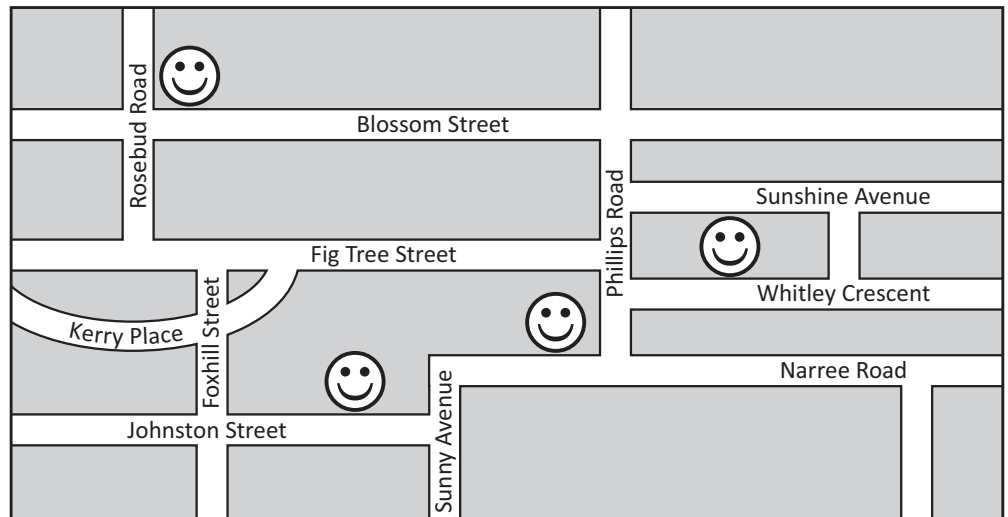 Rosebud Road
Blossom Street
Phillips Road
Sunshine Avenue
Fig Tree Street
Whitley Crescent
Kerry Place
Foxhill Street
Narree Road
Johnston Street
Sunny Avenue